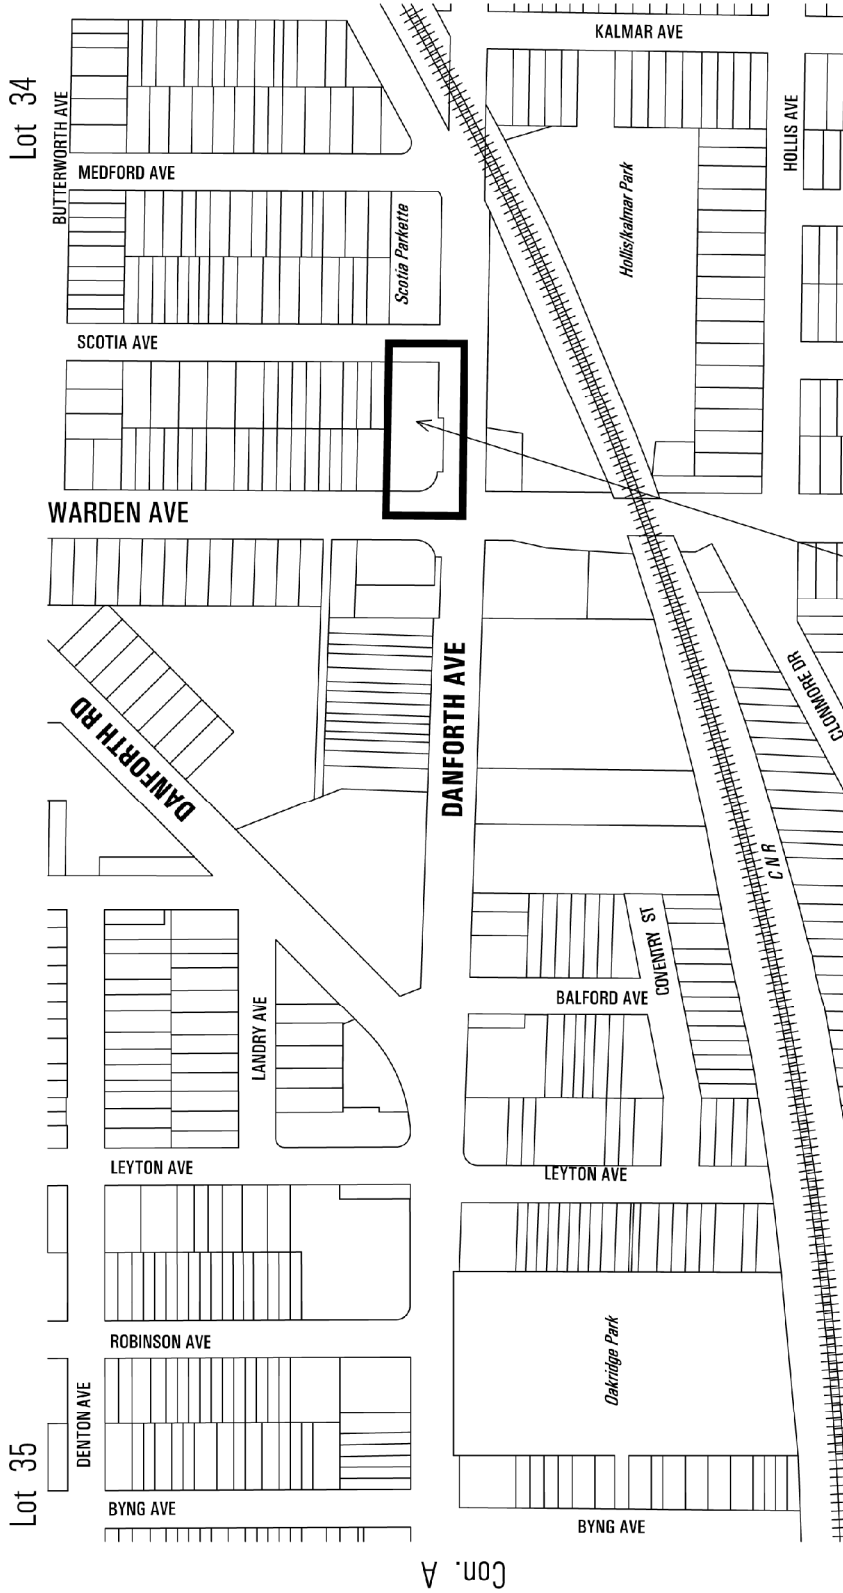 KALMAR AVE
Lot 34
BUTTERWORTH AVE
HOLLIS AVE
MEDFORD AVE
Scotia Parkette
Hollis/kalmar Park
SCOTIA AVE
WARDEN AVE
DANFORTH RD
DANFORTH AVE
CLONMORE DR
CNR
COVENTRY ST
BALFORD AVE
LANDRY AVE
LEYTON AVE
LEYTON AVE
ROBINSON AVE
Oakridge Park
DENTON AVE
Lot 35
BYNG AVE
BYNG AVE
Con. A